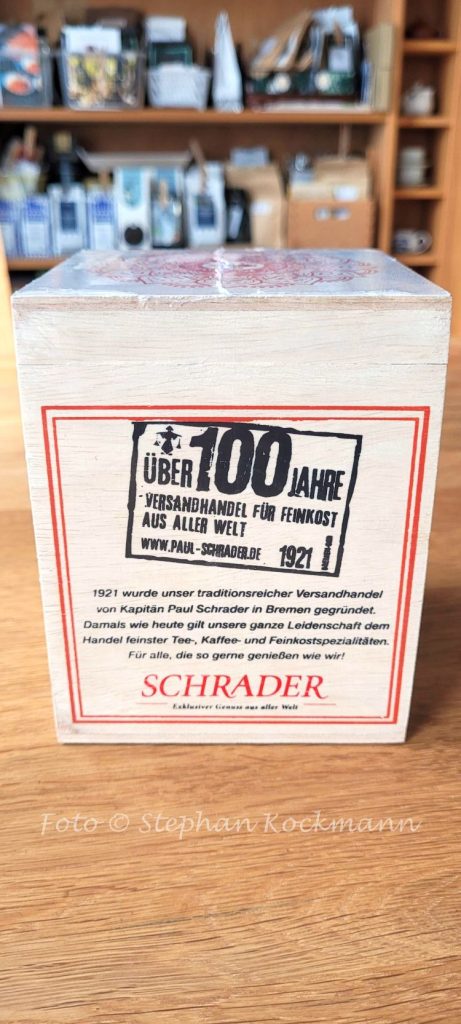 ÜBER 100 JAHRE
VERSANDHANDEL FÜR FEINKOST
AUS ALLER WELT
WWW.PAUL-SCHRADER.DE 1921
1921 wurde unser traditionsreicher Versandhandel
von Kapitän Paul Schrader in Bremen gegründet.
Damals wie heute gilt unsere ganze Leidenschaft dem
Handel feinster Tee-, Kaffee- und Feinkostspezialitäten.
Für alle, die so gerne genießen wie wir!
SCHRADER
Exklusiver Genuss aus aller Welt
Foto © Stephan Kockmann